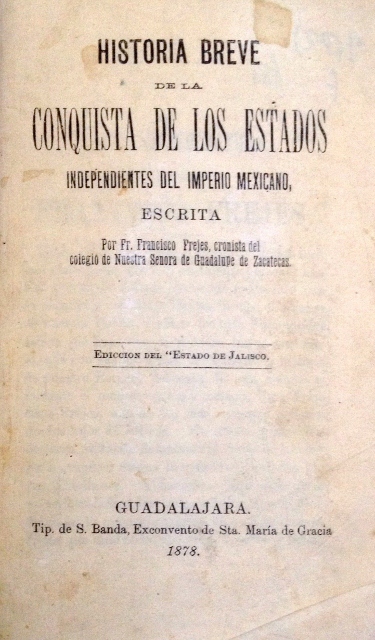 HISTORIA BREVE
DE LA
CONQUISTA DE LOS ESTADOS
INDEPENDIENTES DEL IMPERIO MEXICANO,
ESCRITA
Por Fr. Francisco Frejes, cronista del
colegio de Nuestra Senora de Guadalupe de Zacatecas.
EDICCION DEL "ESTADO DE JALISCO.
GUADALAJARA.
Tip. de S. Banda, Exconvento de Sta. María de Gracia
1878.